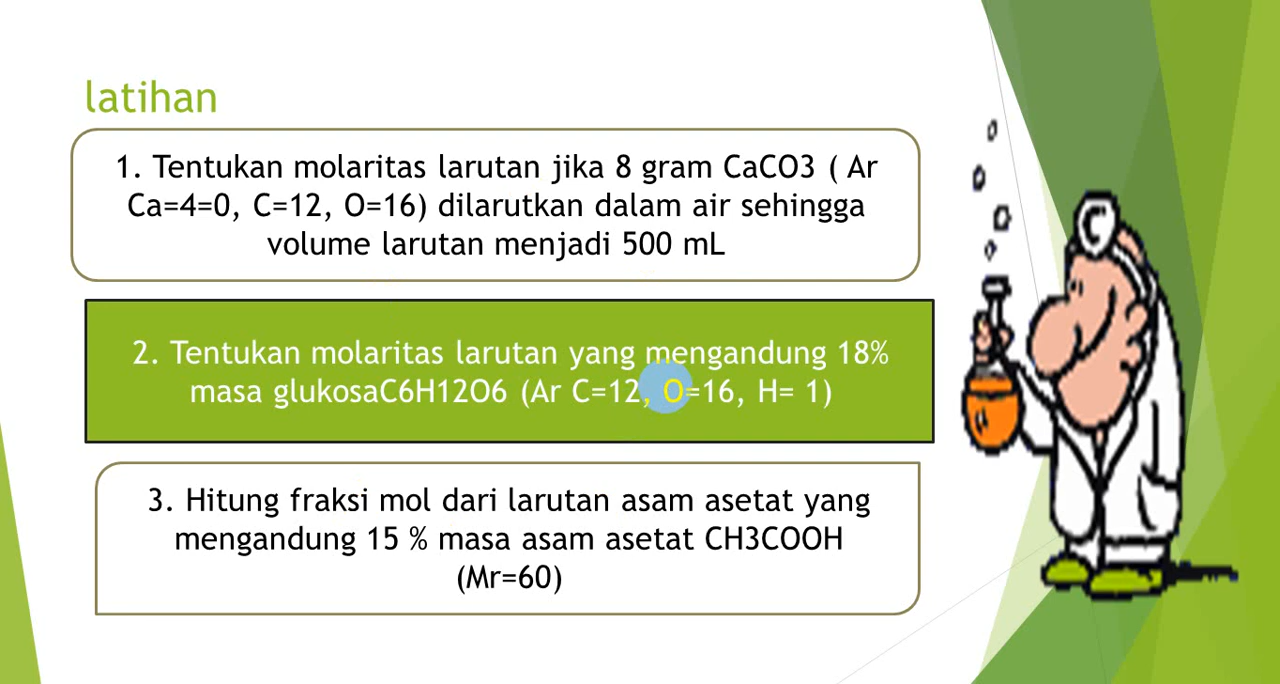 latihan
1. Tentukan molaritas larutan jika 8 gram CaCO3 ( Ar
Ca=4=0, C=12, O=16) dilarutkan dalam air sehingga
volume larutan menjadi 500 mL
2. Tentukan molaritas larutan yang mengandung 18%
masa glukosaC6H12O6 (Ar C=12, O=16, H= 1)
3. Hitung fraksi mol dari larutan asam asetat yang
mengandung 15 % masa asam asetat CH3COOH
(Mr=60)